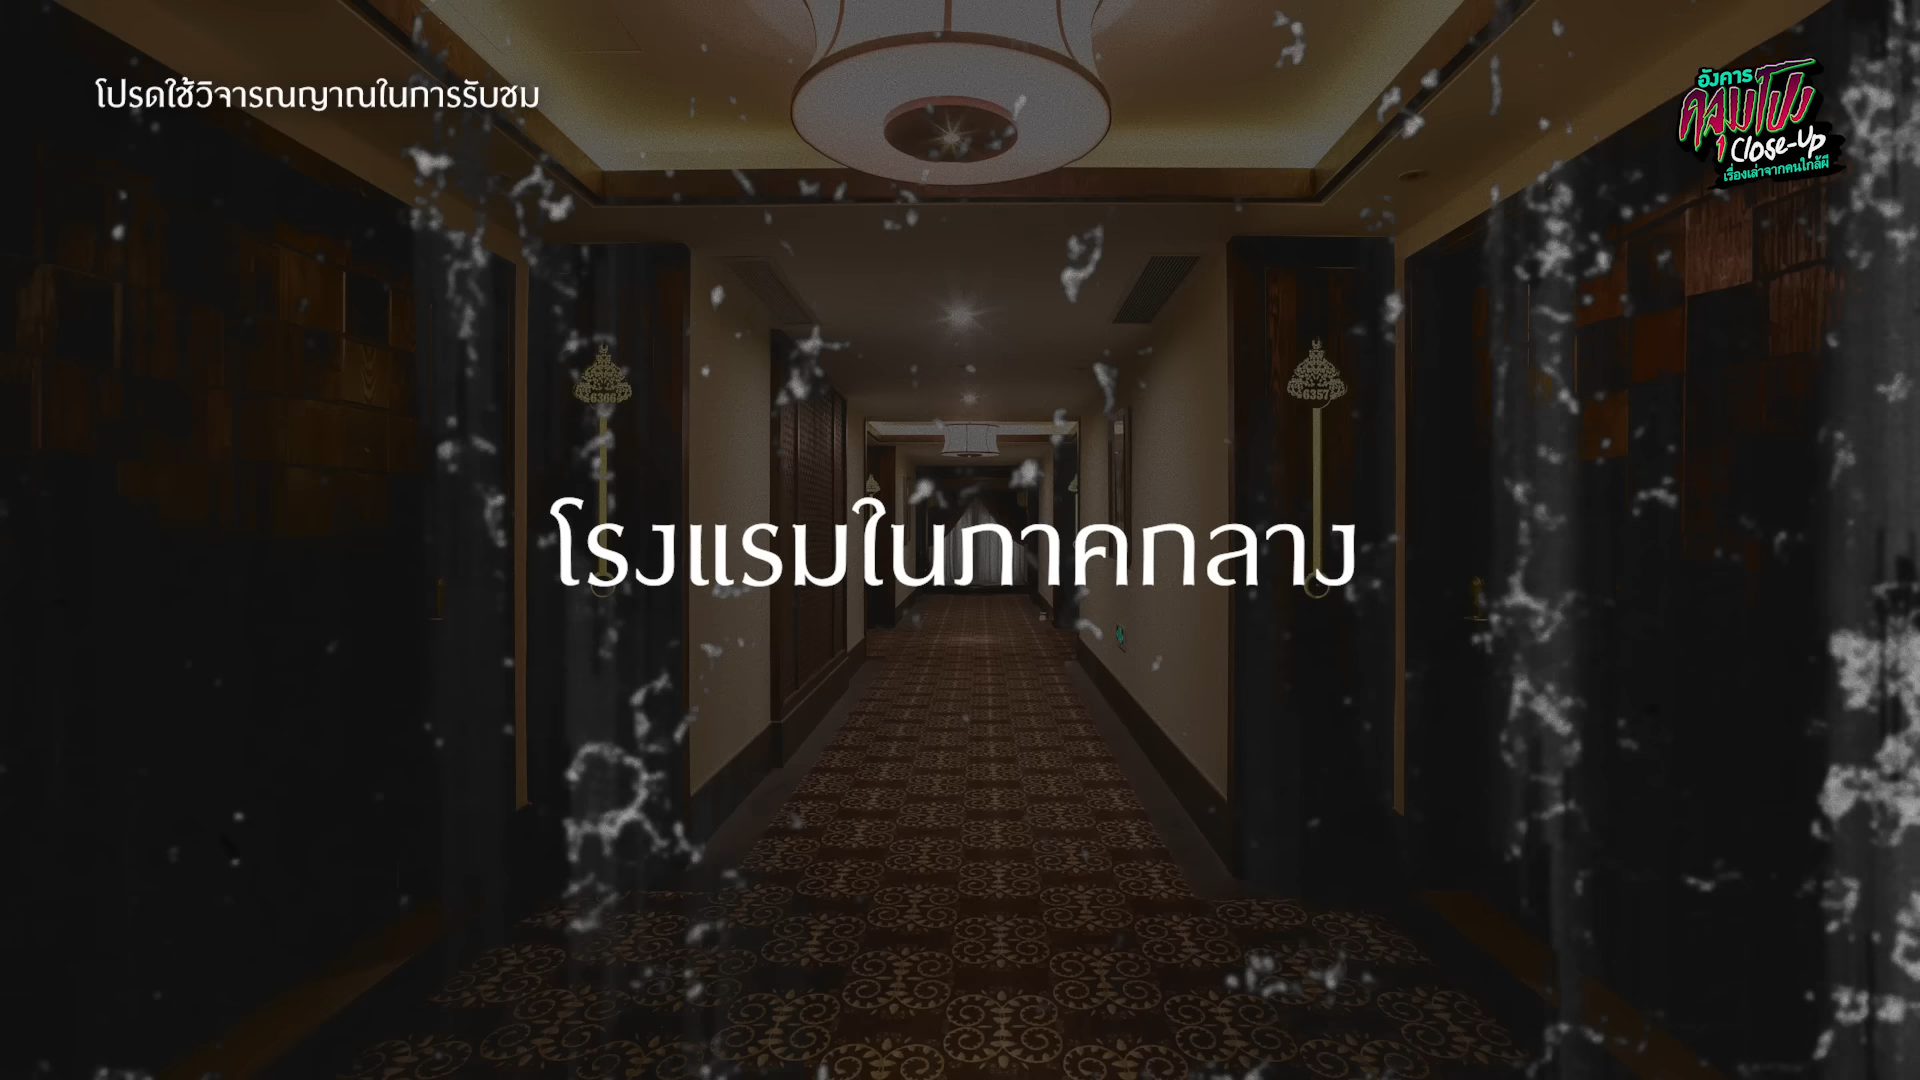 โปรดใช้วิจารณญาณในการรับชม
อังคาร
คลุมโปง
Close-Up
เรื่องเล่าจากคนใกล้ผี
6366
6357
โรงแรมในภาคกลาง